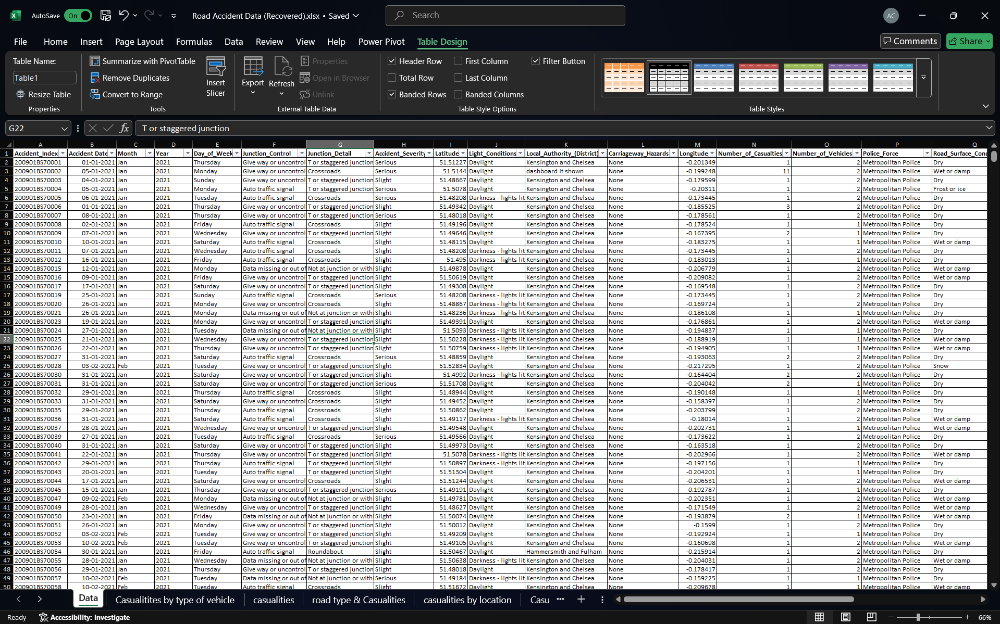 AutoSave On Road Accident Data (Recovered).xlsx • Saved Search AC
File Home Insert Page Layout Formulas Data Review View Help Power Pivot Table Design Comments Share
Table Name: Summarize with PivotTable Properties Header Row First Column Filter Button
Table1 Remove Duplicates Insert Slicer Export Refresh Open in Browser Total Row Last Column
Resize Table Convert to Range Unlink Banded Rows Banded Columns
Properties Tools External Table Data Table Style Options Table Styles
G22 fx T or staggered junction
A B C D E F G H I J K L M N O P Q
1 Accident_Index Accident Date Month Year Day_of_Week Junction_Control Junction_Detail Accident_Severity Latitude Light_Conditions Local_Authority_(District) Carriageway_Hazards Longitude Number_of_Casualties Number_of_Vehicles Police_Force Road_Surface_Conc
2 200901BS70001 01-01-2021 Jan 2021 Thursday Give way or uncontrol T or staggered junction Serious 51.51227 Daylight Kensington and Chelsea None -0.201349 1 2 Metropolitan Police Dry
3 200901BS70002 05-01-2021 Jan 2021 Monday Give way or uncontrol Crossroads Serious 51.5144 Daylight dashboard it shown None -0.199248 11 2 Metropolitan Police Wet or damp
4 200901BS70003 04-01-2021 Jan 2021 Sunday Give way or uncontrol T or staggered junction Slight 51.48667 Daylight Kensington and Chelsea None -0.179599 1 2 Metropolitan Police Dry
5 200901BS70004 05-01-2021 Jan 2021 Monday Auto traffic signal T or staggered junction Serious 51.5078 Daylight Kensington and Chelsea None -0.20311 1 2 Metropolitan Police Frost or ice
6 200901BS70005 06-01-2021 Jan 2021 Tuesday Auto traffic signal Crossroads Serious 51.48208 Darkness - lights lit Kensington and Chelsea None -0.173445 1 2 Metropolitan Police Dry
7 200901BS70006 01-01-2021 Jan 2021 Thursday Give way or uncontrol T or staggered junction Slight 51.49342 Daylight Kensington and Chelsea None -0.185525 3 2 Metropolitan Police Dry
8 200901BS70007 08-01-2021 Jan 2021 Thursday Give way or uncontrol T or staggered junction Serious 51.48018 Daylight Kensington and Chelsea None -0.178561 1 2 Metropolitan Police Dry
9 200901BS70008 02-01-2021 Jan 2021 Friday Auto traffic signal Crossroads Slight 51.49196 Daylight Kensington and Chelsea None -0.178524 1 1 Metropolitan Police Dry
10 200901BS70009 07-01-2021 Jan 2021 Wednesday Give way or uncontrol T or staggered junction Slight 51.49646 Daylight Kensington and Chelsea None -0.167395 2 1 Metropolitan Police Dry
11 200901BS70010 10-01-2021 Jan 2021 Saturday Auto traffic signal Crossroads Slight 51.48115 Daylight Kensington and Chelsea None -0.183275 1 1 Metropolitan Police Wet or damp
12 200901BS70011 07-01-2021 Jan 2021 Wednesday Auto traffic signal Crossroads Slight 51.48208 Darkness - lights lit Kensington and Chelsea None -0.173445 1 2 Metropolitan Police Dry
13 200901BS70012 16-01-2021 Jan 2021 Friday Auto traffic signal Crossroads Slight 51.495 Darkness - lights lit Kensington and Chelsea None -0.183013 1 1 Metropolitan Police Dry
14 200901BS70015 12-01-2021 Jan 2021 Monday Data missing or out of Not at junction or withi Slight 51.49878 Daylight Kensington and Chelsea None -0.206779 1 2 Metropolitan Police Wet or damp
15 200901BS70016 09-01-2021 Jan 2021 Friday Give way or uncontrol T or staggered junction Slight 51.50619 Daylight Kensington and Chelsea None -0.209082 1 2 Metropolitan Police Wet or damp
16 200901BS70017 17-01-2021 Jan 2021 Saturday Give way or uncontrol T or staggered junction Slight 51.49308 Daylight Kensington and Chelsea None -0.169548 1 2 Metropolitan Police Dry
17 200901BS70019 25-01-2021 Jan 2021 Sunday Auto traffic signal Crossroads Serious 51.48208 Darkness - lights lit Kensington and Chelsea None -0.173445 1 2 Metropolitan Police Dry
18 200901BS70020 26-01-2021 Jan 2021 Monday Give way or uncontrol Crossroads Slight 51.48867 Darkness - lights lit Kensington and Chelsea None -0.169724 1 2 Metropolitan Police Dry
19 200901BS70021 26-01-2021 Jan 2021 Monday Data missing or out of Not at junction or withi Slight 51.48236 Darkness - lights lit Kensington and Chelsea None -0.186108 1 1 Metropolitan Police Dry
20 200901BS70023 19-01-2021 Jan 2021 Monday Give way or uncontrol T or staggered junction Slight 51.49391 Daylight Kensington and Chelsea None -0.176861 1 2 Metropolitan Police Wet or damp
21 200901BS70024 27-01-2021 Jan 2021 Tuesday Data missing or out of Not at junction or withi Slight 51.5093 Darkness - lights lit Kensington and Chelsea None -0.194837 1 1 Metropolitan Police Dry
22 200901BS70025 21-01-2021 Jan 2021 Wednesday Give way or uncontrol T or staggered junction Slight 51.50228 Darkness - lights lit Kensington and Chelsea None -0.188919 1 1 Metropolitan Police Wet or damp
23 200901BS70026 22-01-2021 Jan 2021 Thursday Give way or uncontrol T or staggered junction Slight 51.50759 Darkness - lights lit Kensington and Chelsea None -0.194905 1 1 Metropolitan Police Wet or damp
24 200901BS70027 31-01-2021 Jan 2021 Saturday Auto traffic signal Crossroads Serious 51.48859 Daylight Kensington and Chelsea None -0.193063 2 2 Metropolitan Police Dry
25 200901BS70028 03-02-2021 Feb 2021 Tuesday Give way or uncontrol T or staggered junction Slight 51.52834 Daylight Kensington and Chelsea None -0.217295 1 2 Metropolitan Police Snow
26 200901BS70030 31-01-2021 Jan 2021 Saturday Give way or uncontrol T or staggered junction Slight 51.4992 Darkness - lights lit Kensington and Chelsea None -0.164404 2 2 Metropolitan Police Dry
27 200901BS70031 31-01-2021 Jan 2021 Saturday Give way or uncontrol T or staggered junction Serious 51.51708 Daylight Kensington and Chelsea None -0.204042 2 1 Metropolitan Police Dry
28 200901BS70032 29-01-2021 Jan 2021 Thursday Auto traffic signal Crossroads Slight 51.48944 Daylight Kensington and Chelsea None -0.190148 1 1 Metropolitan Police Dry
29 200901BS70033 31-01-2021 Jan 2021 Saturday Give way or uncontrol Crossroads Slight 51.49452 Daylight Kensington and Chelsea None -0.158397 1 2 Metropolitan Police Dry
30 200901BS70035 29-01-2021 Jan 2021 Thursday Auto traffic signal Crossroads Slight 51.50862 Daylight Kensington and Chelsea None -0.203799 1 2 Metropolitan Police Dry
31 200901BS70036 31-01-2021 Jan 2021 Saturday Auto traffic signal Crossroads Slight 51.49117 Darkness - lights lit Kensington and Chelsea None -0.18014 1 2 Metropolitan Police Wet or damp
32 200901BS70037 28-01-2021 Jan 2021 Wednesday Give way or uncontrol T or staggered junction Slight 51.49548 Daylight Kensington and Chelsea None -0.202731 1 1 Metropolitan Police Wet or damp
33 200901BS70039 27-01-2021 Jan 2021 Tuesday Auto traffic signal Crossroads Serious 51.49566 Daylight Kensington and Chelsea None -0.173622 1 2 Metropolitan Police Dry
34 200901BS70040 31-01-2021 Jan 2021 Saturday Give way or uncontrol T or staggered junction Slight 51.49973 Daylight Kensington and Chelsea None -0.163518 1 2 Metropolitan Police Dry
35 200901BS70041 22-01-2021 Jan 2021 Thursday Give way or uncontrol T or staggered junction Slight 51.5078 Darkness - lights lit Kensington and Chelsea None -0.202966 1 2 Metropolitan Police Wet or damp
36 200901BS70042 29-01-2021 Jan 2021 Thursday Auto traffic signal T or staggered junction Slight 51.50897 Darkness - lights lit Kensington and Chelsea None -0.197156 1 1 Metropolitan Police Dry
37 200901BS70043 20-01-2021 Jan 2021 Tuesday Auto traffic signal T or staggered junction Slight 51.51304 Daylight Kensington and Chelsea None -0.204201 1 1 Metropolitan Police Dry
38 200901BS70044 17-01-2021 Jan 2021 Saturday Give way or uncontrol Crossroads Slight 51.51244 Daylight Kensington and Chelsea None -0.206531 1 2 Metropolitan Police Wet or damp
39 200901BS70045 15-01-2021 Jan 2021 Thursday Give way or uncontrol T or staggered junction Serious 51.49191 Daylight Kensington and Chelsea None -0.192787 1 1 Metropolitan Police Dry
40 200901BS70047 09-02-2021 Feb 2021 Monday Data missing or out of Not at junction or withi Slight 51.49781 Daylight Kensington and Chelsea None -0.202351 1 2 Metropolitan Police Wet or damp
41 200901BS70049 28-01-2021 Jan 2021 Wednesday Give way or uncontrol T or staggered junction Slight 51.48627 Daylight Kensington and Chelsea None -0.171549 1 2 Metropolitan Police Wet or damp
42 200901BS70050 23-01-2021 Jan 2021 Friday Data missing or out of Not at junction or withi Slight 51.50074 Daylight Kensington and Chelsea None -0.193879 2 1 Metropolitan Police Wet or damp
43 200901BS70051 26-01-2021 Jan 2021 Monday Give way or uncontrol T or staggered junction Slight 51.50012 Daylight Kensington and Chelsea None -0.1599 1 2 Metropolitan Police Dry
44 200901BS70052 03-02-2021 Feb 2021 Tuesday Give way or uncontrol T or staggered junction Slight 51.49209 Daylight Kensington and Chelsea None -0.192924 1 1 Metropolitan Police Dry
45 200901BS70053 10-02-2021 Feb 2021 Tuesday Give way or uncontrol T or staggered junction Slight 51.49105 Daylight Kensington and Chelsea None -0.160698 1 2 Metropolitan Police Wet or damp
46 200901BS70054 30-01-2021 Jan 2021 Friday Auto traffic signal Roundabout Slight 51.50467 Daylight Hammersmith and Fulham None -0.215914 1 2 Metropolitan Police Dry
47 200901BS70055 28-01-2021 Jan 2021 Wednesday Data missing or out of Not at junction or withi Slight 51.50638 Darkness - lights lit Kensington and Chelsea None -0.204031 1 2 Metropolitan Police Wet or damp
48 200901BS70056 29-01-2021 Jan 2021 Thursday Give way or uncontrol T or staggered junction Slight 51.48018 Daylight Kensington and Chelsea None -0.178417 1 2 Metropolitan Police Dry
49 200901BS70057 10-02-2021 Feb 2021 Tuesday Data missing or out of Not at junction or withi Serious 51.49184 Darkness - lights lit Kensington and Chelsea None -0.159225 1 1 Metropolitan Police Dry
50 200901BS70058 10-02-2021 Feb 2021 Tuesday Auto traffic signal Crossroads Slight 51.51672 Daylight Kensington and Chelsea None -0.209678 1 1 Metropolitan Police Wet or damp
Data Casualitites by type of vehicle casualities road type & Casualities casualities by location Casu ···
Ready Accessibility: Investigate 66%